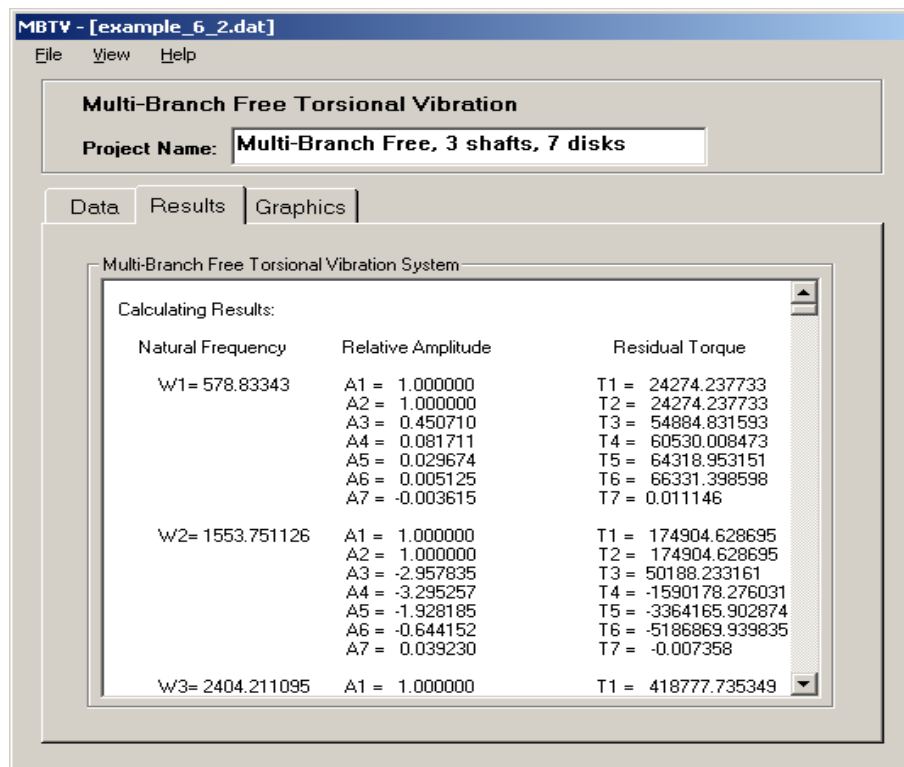 MBTV - [example_6_2.dat]
File View Help
Multi-Branch Free Torsional Vibration
Project Name: Multi-Branch Free, 3 shafts, 7 disks
Data Results Graphics
Multi-Branch Free Torsional Vibration System
Calculating Results:
Natural Frequency Relative Amplitude Residual Torque
W1= 578.83343 A1 = 1.000000 T1 = 24274.237733
A2 = 1.000000 T2 = 24274.237733
A3 = 0.450710 T3 = 54884.831593
A4 = 0.081711 T4 = 60530.008473
A5 = 0.029674 T5 = 64318.953151
A6 = 0.005125 T6 = 66331.398598
A7 = -0.003615 T7 = 0.011146
W2= 1553.751126 A1 = 1.000000 T1 = 174904.628695
A2 = 1.000000 T2 = 174904.628695
A3 = -2.957835 T3 = 50188.233161
A4 = -3.295257 T4 = -1590178.276031
A5 = -1.928185 T5 = -3364165.902874
A6 = -0.644152 T6 = -5186869.939835
A7 = 0.039230 T7 = -0.007358
W3= 2404.211095 A1 = 1.000000 T1 = 418777.735349